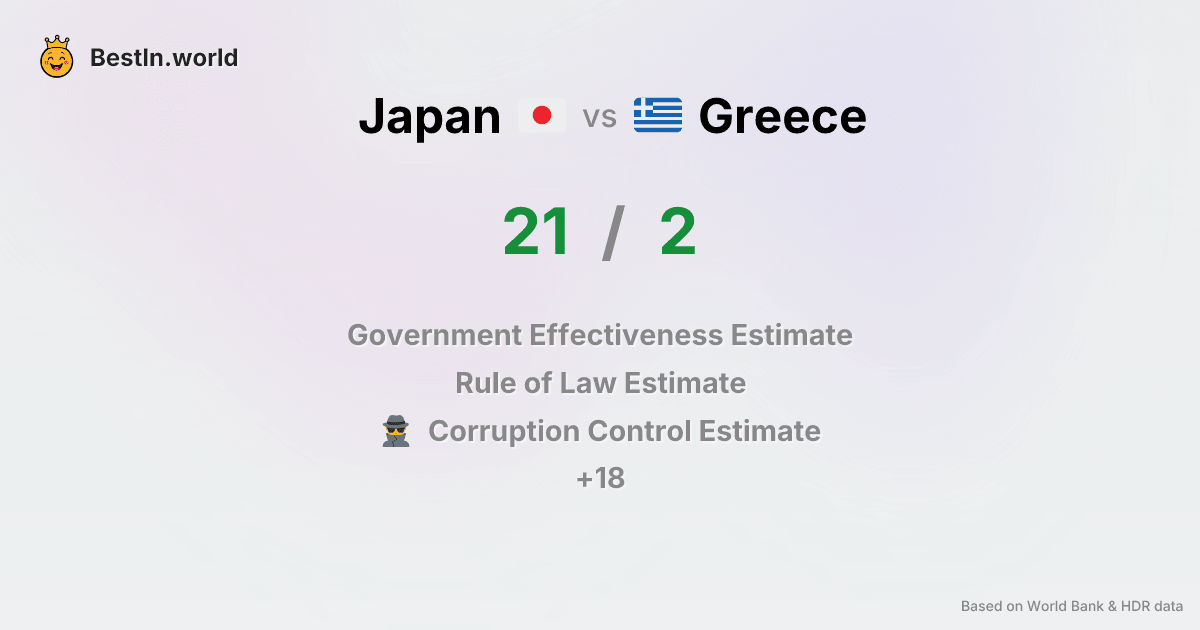 BestIn.world
Japan vs Greece
21 / 2
Government Effectiveness Estimate
Rule of Law Estimate
Corruption Control Estimate
+18
Based on World Bank & HDR data